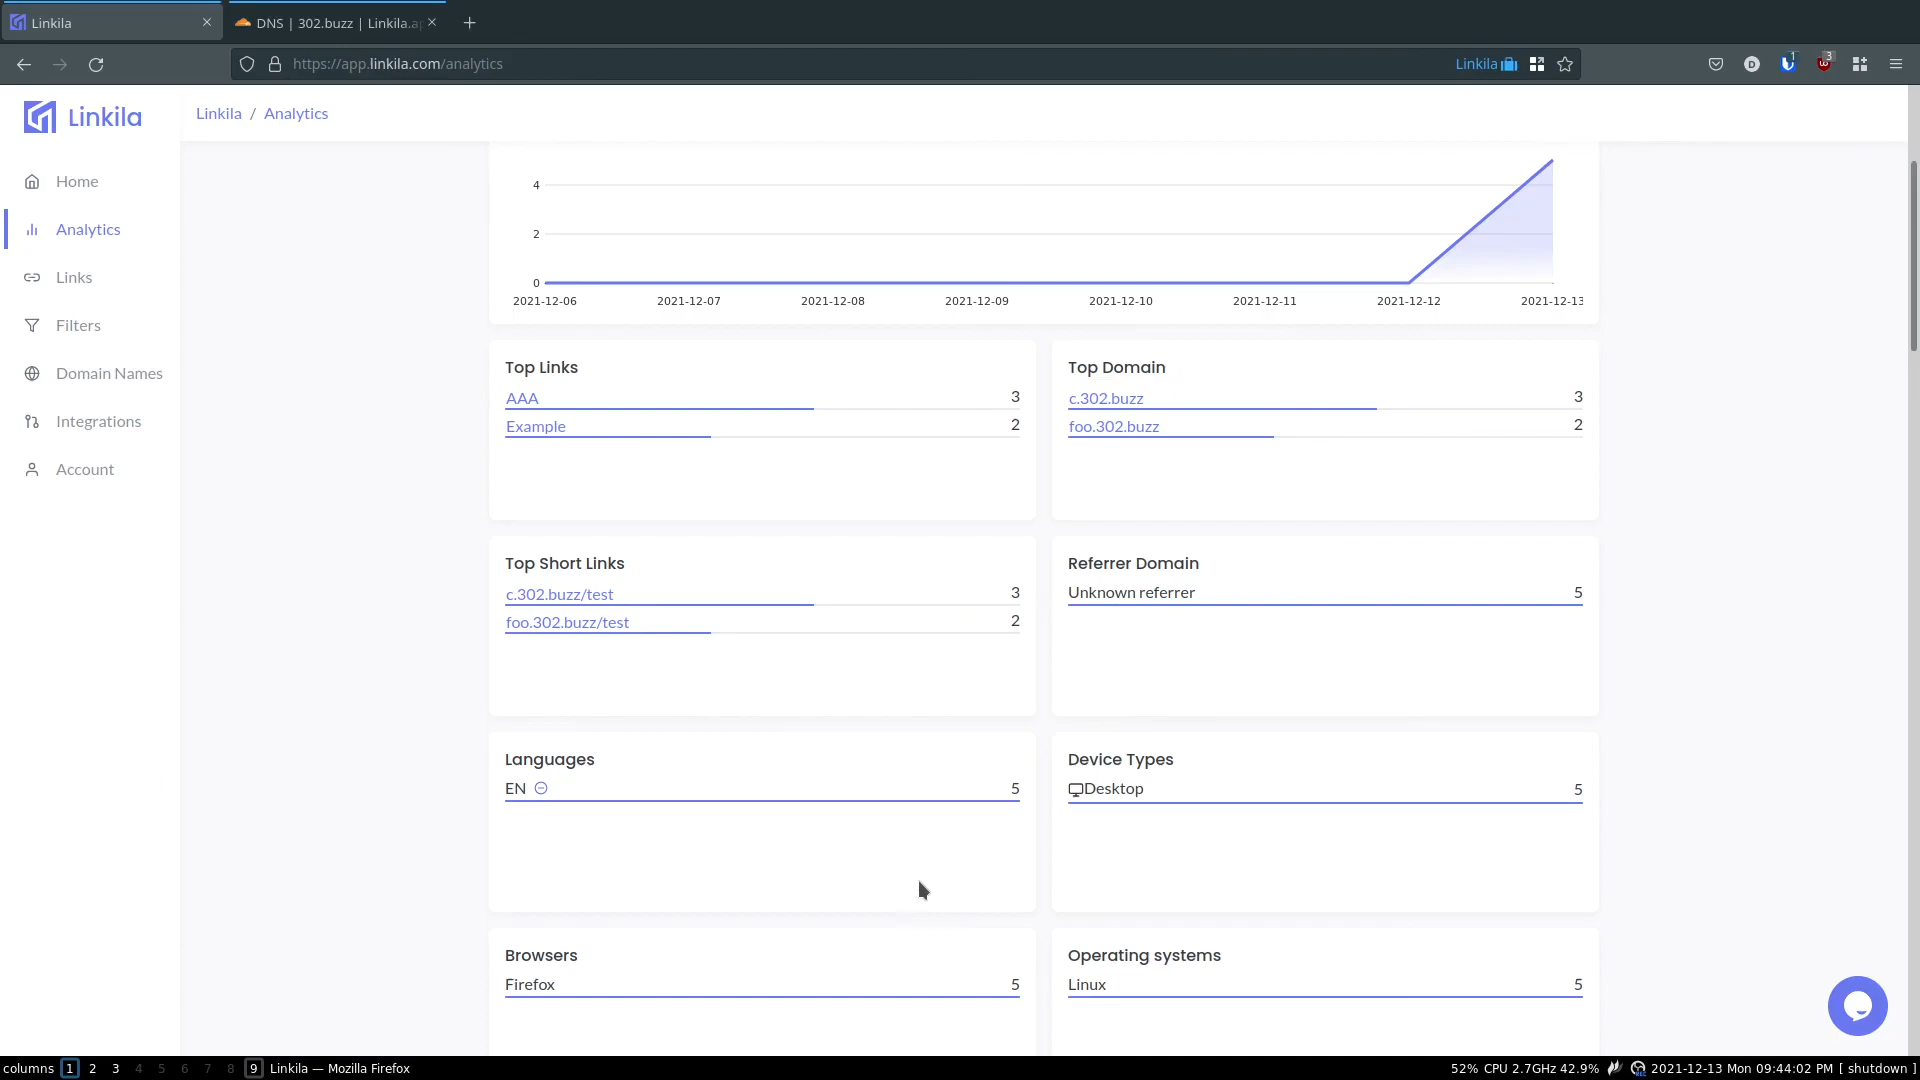 Linkila
DNS | 302.buzz | Linkila.a
https://app.linkila.com/analytics
Linkila
1
3
Linkila
Linkila / Analytics
Home
Analytics
Links
Filters
Domain Names
Integrations
Account
4
2
0
2021-12-06 2021-12-07 2021-12-08 2021-12-09 2021-12-10 2021-12-11 2021-12-12 2021-12-13
Top Links
AAA 3
Example 2
Top Domain
c.302.buzz 3
foo.302.buzz 2
Top Short Links
c.302.buzz/test 3
foo.302.buzz/test 2
Referrer Domain
Unknown referrer 5
Languages
EN 5
Device Types
Desktop 5
Browsers
Firefox 5
Operating systems
Linux 5
columns 1 2 3 4 5 6 7 8 9 Linkila — Mozilla Firefox
52% CPU 2.7GHz 42.9% 2021-12-13 Mon 09:44:02 PM [ shutdown ]